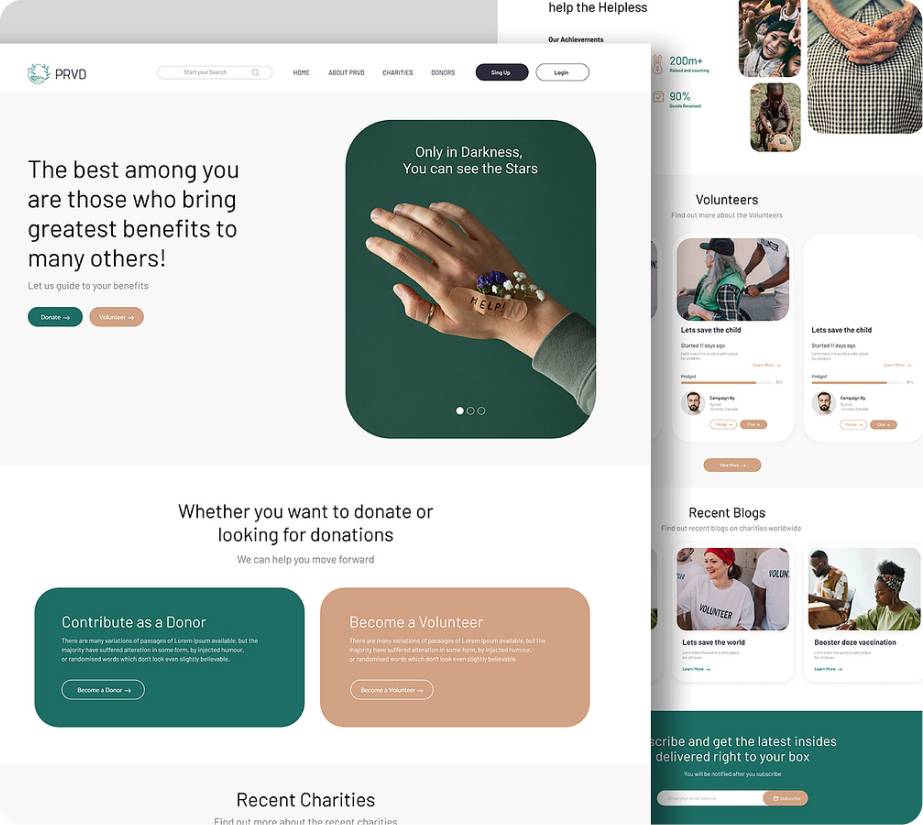 PRVD
Start your Search
HOME
ABOUT PRVD
CHARITIES
DONORS
Sing Up
Login
The best among you
are those who bring
greatest benefits to
many others!
Let us guide to your benefits
Donate →
Volunteer →
Only in Darkness,
You can see the Stars
HELP!
Whether you want to donate or
looking for donations
We can help you move forward
Contribute as a Donor
There are many variations of passages of Lorem Ipsum available, but the
majority have suffered alteration in some form, by injected humour,
or randomised words which don't look even slightly believable.
Become a Donor →
Become a Volunteer
There are many variations of passages of Lorem Ipsum available, but the
majority have suffered alteration in some form, by injected humour,
or randomised words which don't look even slightly believable.
Become a Volunteer →
Recent Charities
Find out more about the recent charities
help the Helpless
Our Achievements
200m+
Raised and counting
90%
Goods Received
Volunteers
Find out more about the Volunteers
Lets save the child
Started 11 days ago
Lets make the world a safer place
for children
Learn More →
Pledged
Campaign By
Toronto, Canada
Pledge →
Chat →
Lets save the child
Started 11 days ago
Lets make the world a safer place
by children
Learn More →
Pledged
Campaign By
Toronto, Canada
Pledge →
Chat →
View More →
Recent Blogs
Find out recent blogs on charities worldwide
VOLUNTEER
VOLUN
Lets save the world
Lets make the world a safe place
for children
Learn More →
Booster doze vaccination
Lets make the world a safe place
for children
Learn More →
scribe and get the latest insides
delivered right to your box
You will be notified after you subscribe
Enter your email address
Subscribe